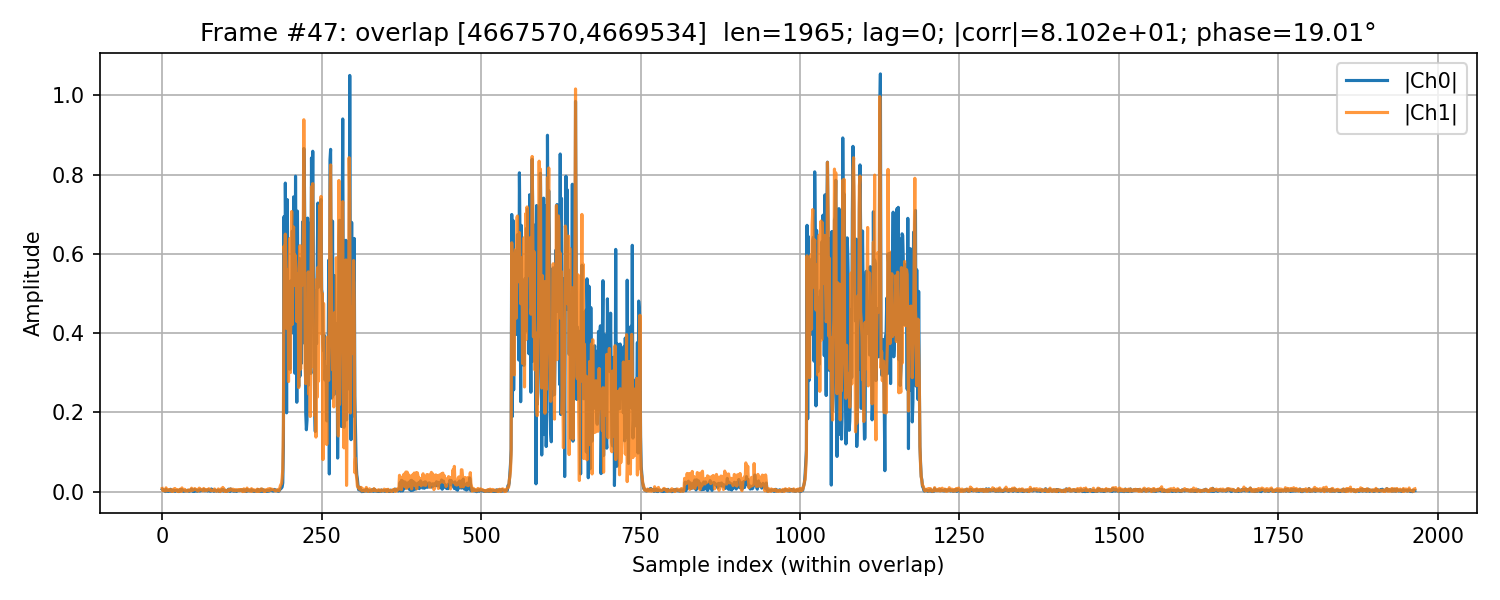 Frame #47: overlap [4667570,4669534]  len=1965; lag=0; |corr|=8.102e+01; phase=19.01°
|Ch0|
|Ch1|
Amplitude
1.0
0.8
0.6
0.4
0.2
0.0
0 250 500 750 1000 1250 1500 1750 2000
Sample index (within overlap)